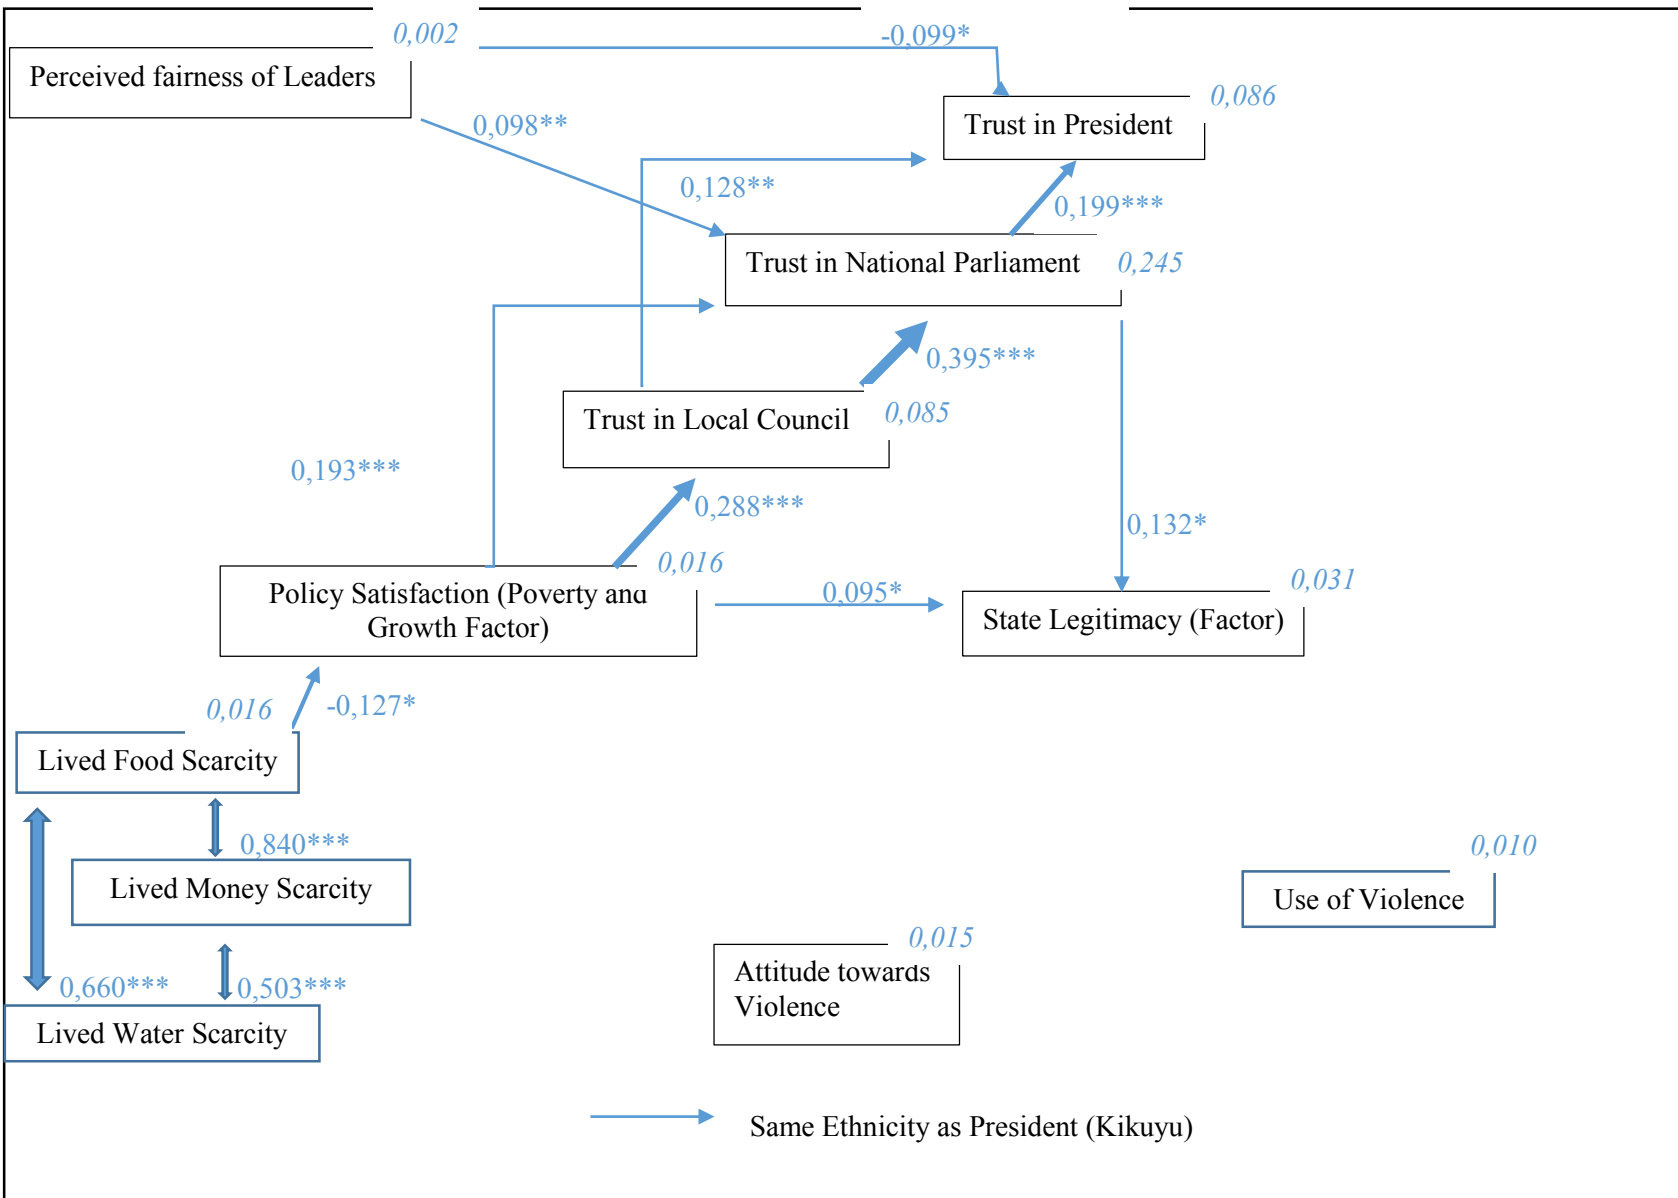 0,002
-0,099*
Perceived fairness of Leaders
0,086
Trust in President
0,098**
0,128**
0,199***
Trust in National Parliament
0,245
0,395***
Trust in Local Council
0,085
0,193***
0,288***
0,132*
0,016
Policy Satisfaction (Poverty and
Growth Factor)
0,095*
0,031
State Legitimacy (Factor)
0,016
-0,127*
Lived Food Scarcity
0,840***
Lived Money Scarcity
0,010
Use of Violence
0,015
Attitude towards
Violence
0,660***
0,503***
Lived Water Scarcity
Same Ethnicity as President (Kikuyu)